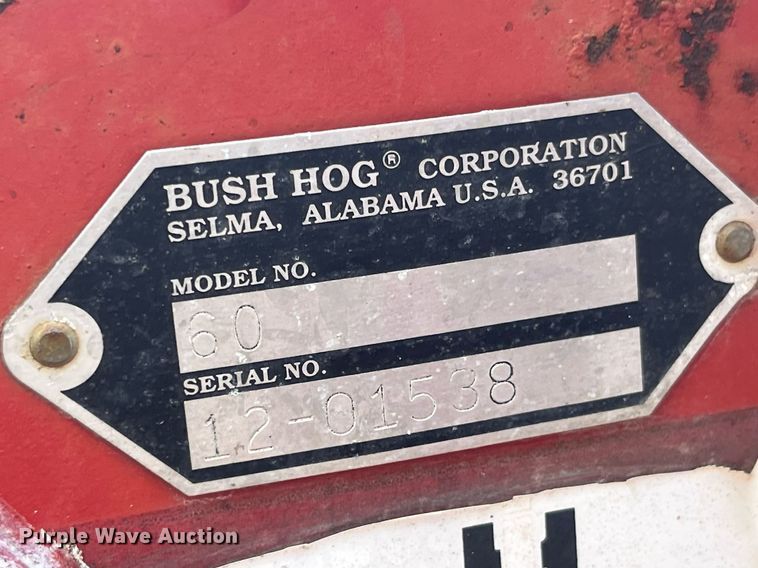 BUSH HOG® CORPORATION
SELMA, ALABAMA U.S.A. 36701
MODEL NO.
60
SERIAL NO.
12-01538
Purple Wave Auction